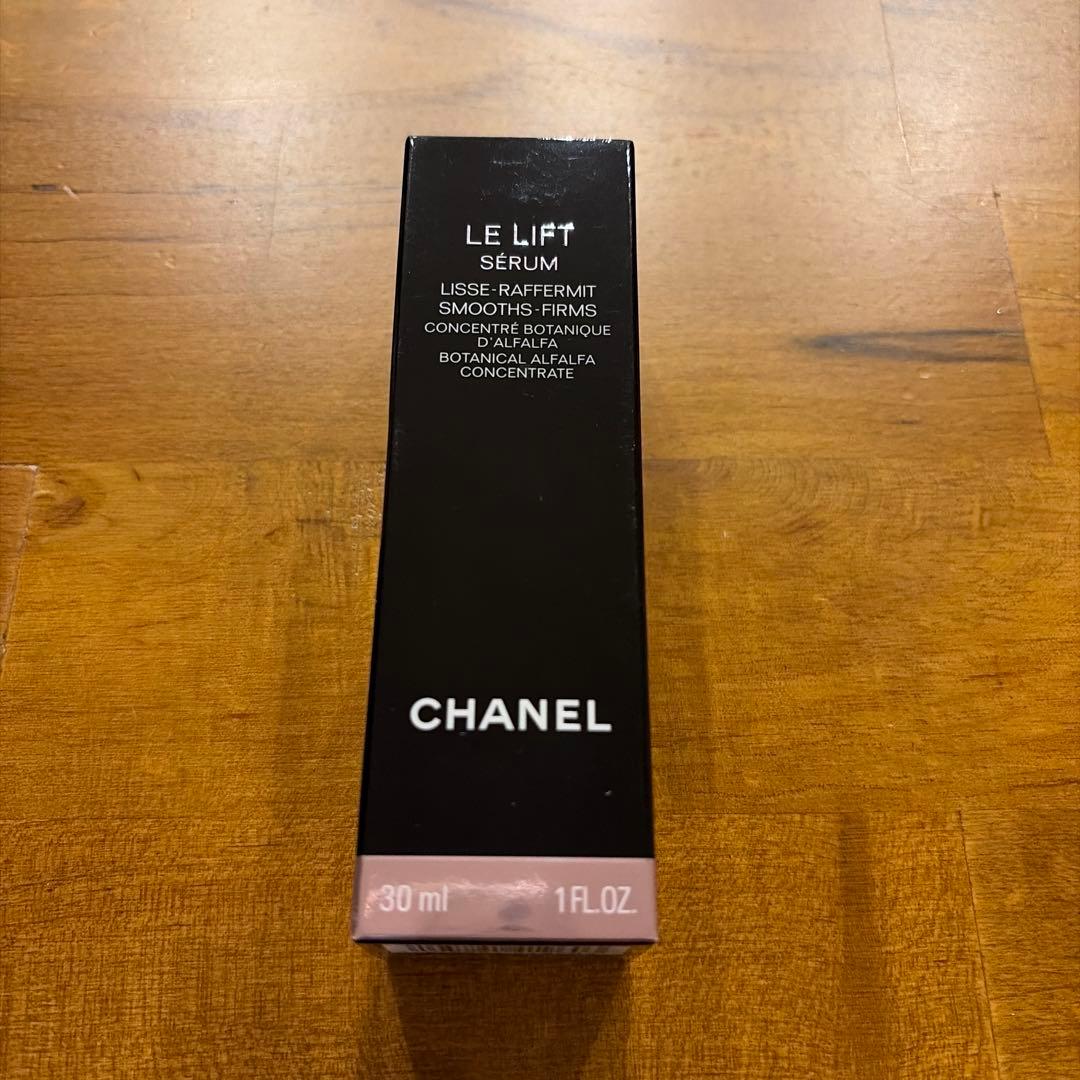 LE LIFT
SÉRUM
LISSE-RAFFERMIT
SMOOTHS-FIRMS
CONCENTRÉ BOTANIQUE
D'ALFALFA
BOTANICAL ALFALFA
CONCENTRATE
CHANEL
30 ml 1 FL.OZ.